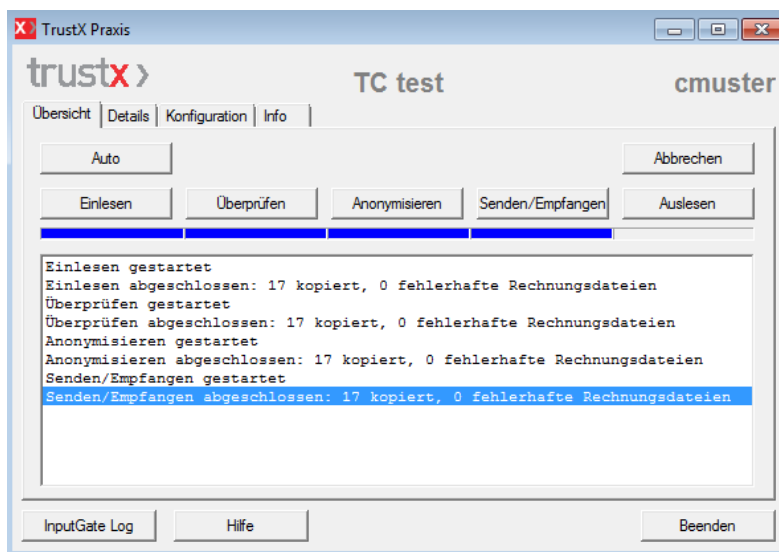 TrustX Praxis
trustx
TC test
cmuster
Übersicht Details Konfiguration Info
Auto Abbrechen
Einlesen Überprüfen Anonymisieren Senden/Empfangen Auslesen
Einlesen gestartet
Einlesen abgeschlossen: 17 kopiert, 0 fehlerhafte Rechnungsdateien
Überprüfen gestartet
Überprüfen abgeschlossen: 17 kopiert, 0 fehlerhafte Rechnungsdateien
Anonymisieren gestartet
Anonymisieren abgeschlossen: 17 kopiert, 0 fehlerhafte Rechnungsdateien
Senden/Empfangen gestartet
Senden/Empfangen abgeschlossen: 17 kopiert, 0 fehlerhafte Rechnungsdateien
InputGate Log Hilfe Beenden